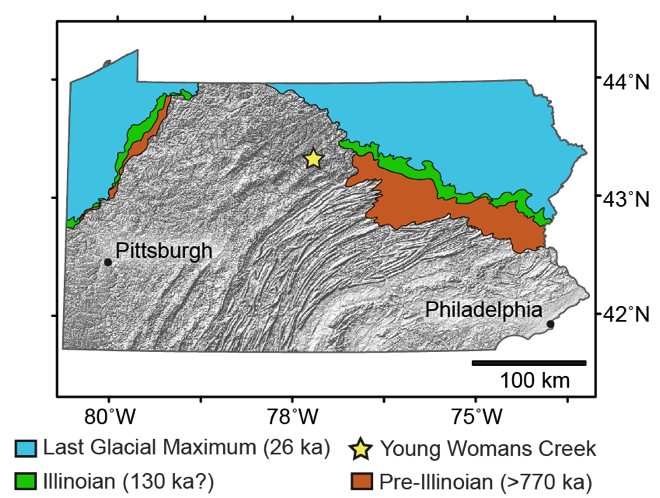 44˚N
43˚N
Pittsburgh
Philadelphia
42˚N
100 km
80˚W
78˚W
75˚W
Last Glacial Maximum (26 ka)
Young Womans Creek
Illinoian (130 ka?)
Pre-Illinoian (>770 ka)